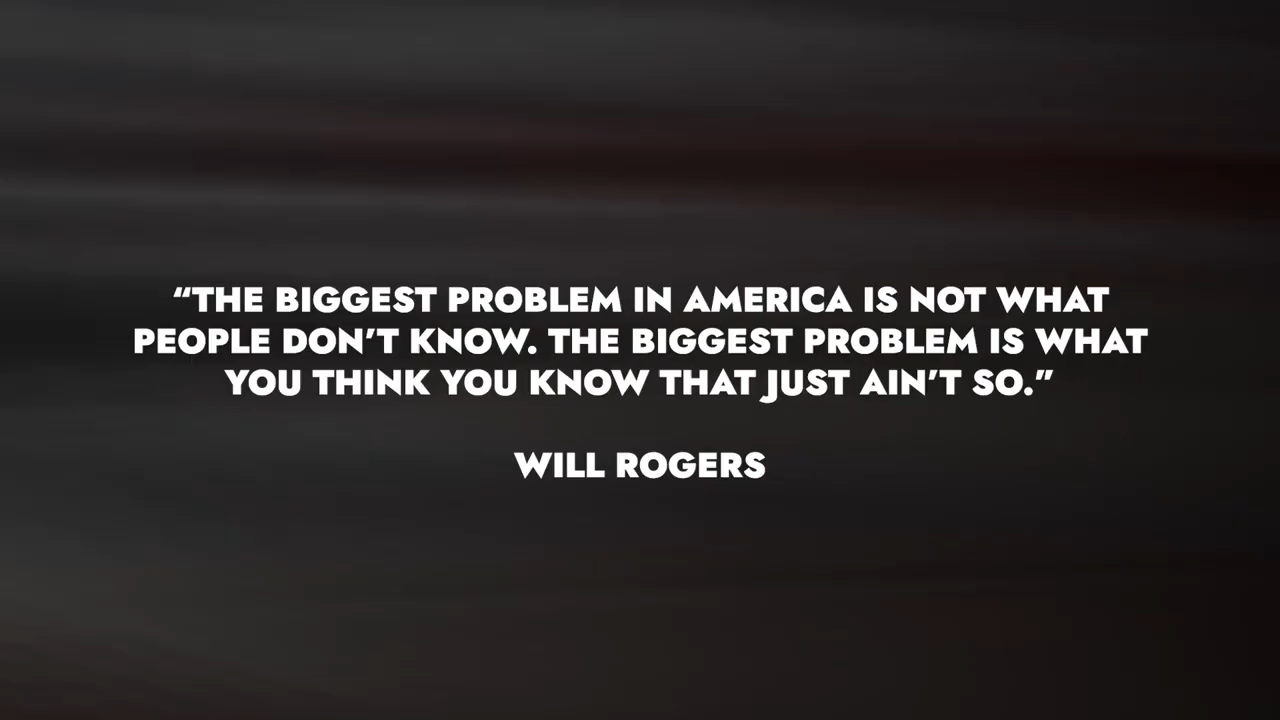 “THE BIGGEST PROBLEM IN AMERICA IS NOT WHAT
PEOPLE DON’T KNOW. THE BIGGEST PROBLEM IS WHAT
YOU THINK YOU KNOW THAT JUST AIN’T SO.”
WILL ROGERS